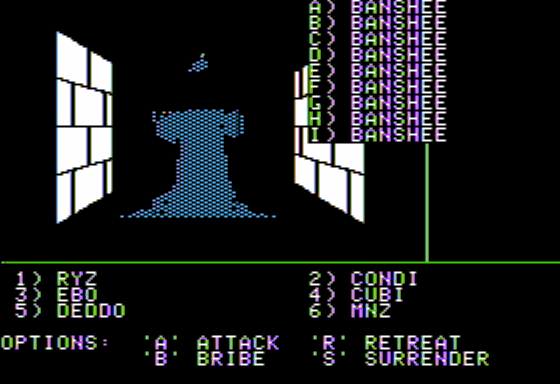 A) BANSHEE
B) BANSHEE
C) BANSHEE
D) BANSHEE
E) BANSHEE
F) BANSHEE
G) BANSHEE
H) BANSHEE
I) BANSHEE
1) RYZ 2) CONDI
3) EBO 4) CUBI
5) DEDDO 6) MNZ
OPTIONS: 'A' ATTACK 'R' RETREAT
'B' BRIBE 'S' SURRENDER